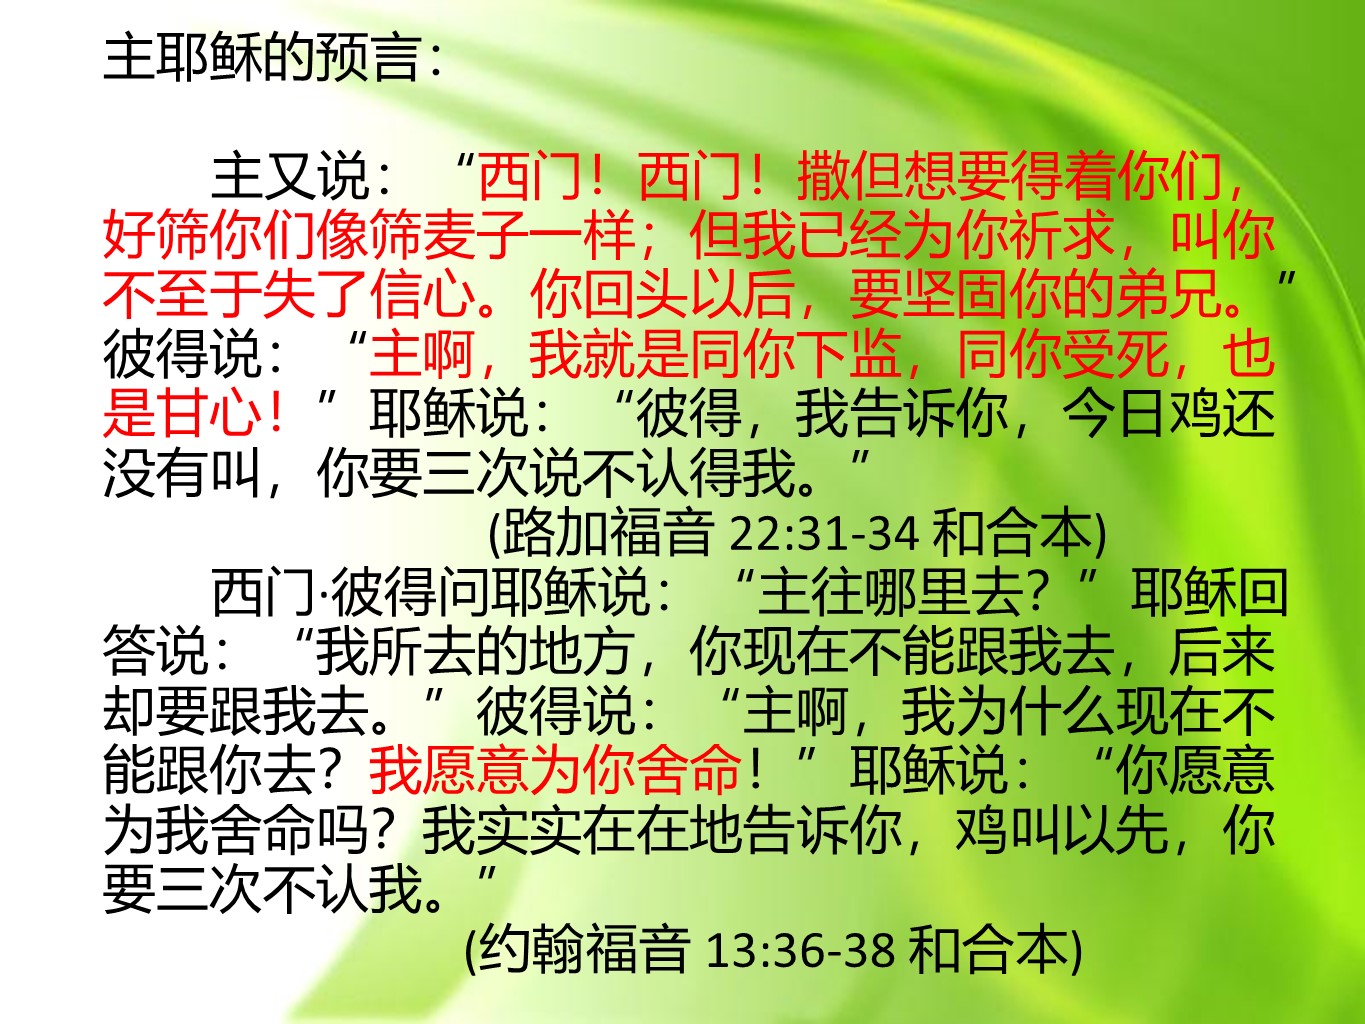 主耶稣的预言：
主又说：“西门！西门！撒但想要得着你们，
好筛你们像筛麦子一样；但我已经为你祈求，叫你
不至于失了信心。你回头以后，要坚固你的弟兄。”
彼得说：“主啊，我就是同你下监，同你受死，也
是甘心！”耶稣说：“彼得，我告诉你，今日鸡还
没有叫，你要三次说不认得我。”
(路加福音 22:31-34 和合本)
西门·彼得问耶稣说：“主往哪里去？”耶稣回
答说：“我所去的地方，你现在不能跟我去，后来
却要跟我去。”彼得说：“主啊，我为什么现在不
能跟你去？我愿意为你舍命！”耶稣说：“你愿意
为我舍命吗？我实实在在地告诉你，鸡叫以先，你
要三次不认我。”
(约翰福音 13:36-38 和合本)